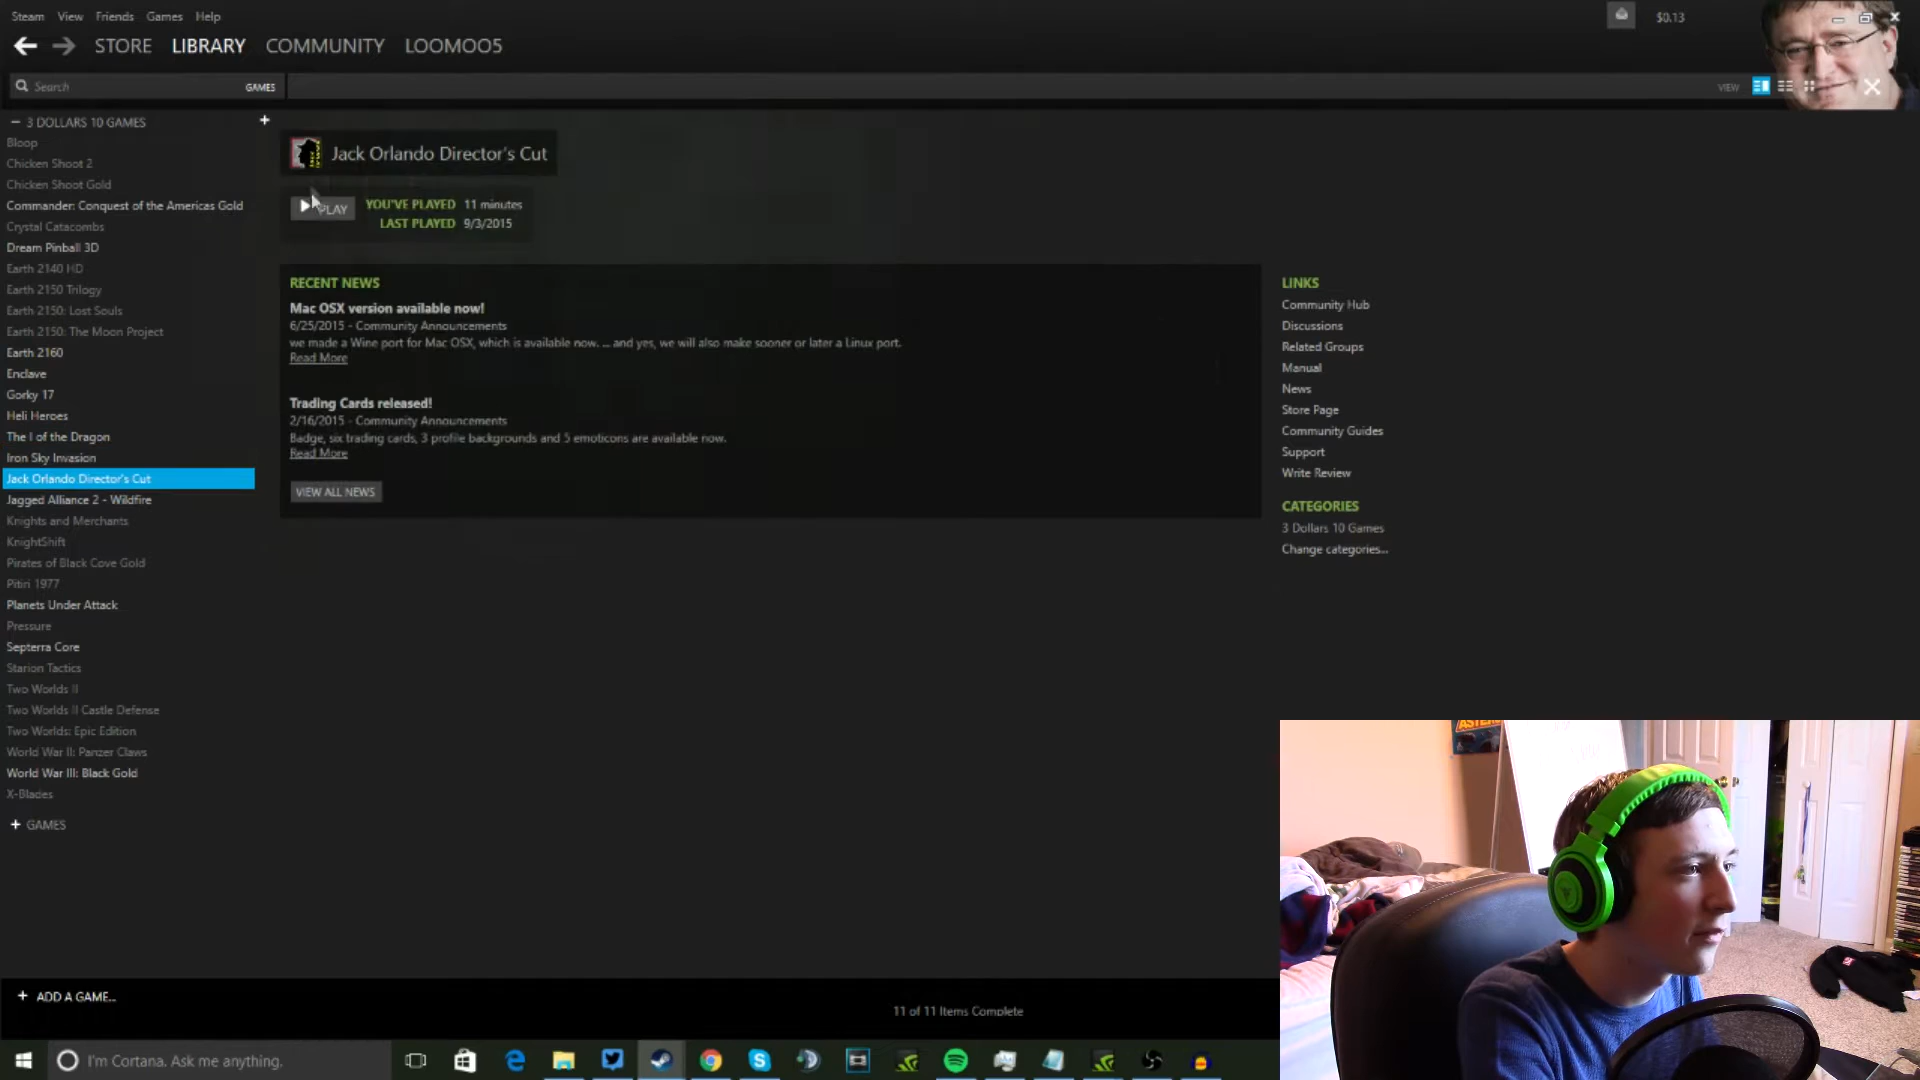 Steam View Friends Games Help
$0.13
STORE LIBRARY COMMUNITY LOOMOO5
Search GAMES
VIEW
3 DOLLARS 10 GAMES
Bloop
Chicken Shoot 2
Chicken Shoot Gold
Commander: Conquest of the Americas Gold
Crystal Catacombs
Dream Pinball 3D
Earth 2140 HD
Earth 2150 Trilogy
Earth 2150: Lost Souls
Earth 2150: The Moon Project
Earth 2160
Enclave
Gorky 17
Heli Heroes
The I of the Dragon
Iron Sky Invasion
Jack Orlando Director's Cut
Jagged Alliance 2 - Wildfire
Knights and Merchants
KnightShift
Pirates of Black Cove Gold
Pitiri 1977
Planets Under Attack
Pressure
Septerra Core
Starion Tactics
Two Worlds II
Two Worlds II Castle Defense
Two Worlds: Epic Edition
World War II: Panzer Claws
World War III: Black Gold
X-Blades
GAMES
Jack Orlando Director's Cut
PLAY
YOU'VE PLAYED 11 minutes
LAST PLAYED 9/3/2015
RECENT NEWS
Mac OSX version available now!
6/25/2015 - Community Announcements
we made a Wine port for Mac OSX, which is available now. ... and yes, we will also make sooner or later a Linux port.
Read More
Trading Cards released!
2/16/2015 - Community Announcements
Badge, six trading cards, 3 profile backgrounds and 5 emoticons are available now.
Read More
VIEW ALL NEWS
LINKS
Community Hub
Discussions
Related Groups
Manual
News
Store Page
Community Guides
Support
Write Review
CATEGORIES
3 Dollars 10 Games
Change categories...
ADD A GAME...
11 of 11 Items Complete
I'm Cortana. Ask me anything.